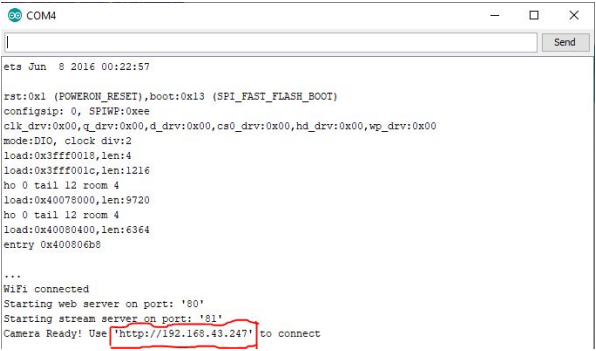 COM4
Send
ets Jun  8 2016 00:22:57
rst:0x1 (POWERON_RESET),boot:0x13 (SPI_FAST_FLASH_BOOT)
configsip: 0, SPIWP:0xee
clk_drv:0x00,q_drv:0x00,d_drv:0x00,cs0_drv:0x00,hd_drv:0x00,wp_drv:0x00
mode:DIO, clock div:2
load:0x3fff0018,len:4
load:0x3fff001c,len:1216
ho 0 tail 12 room 4
load:0x40078000,len:9720
ho 0 tail 12 room 4
load:0x40080400,len:6364
entry 0x400806b8
...
WiFi connected
Starting web server on port: '80'
Starting stream server on port: '81'
Camera Ready! Use 'http://192.168.43.247' to connect